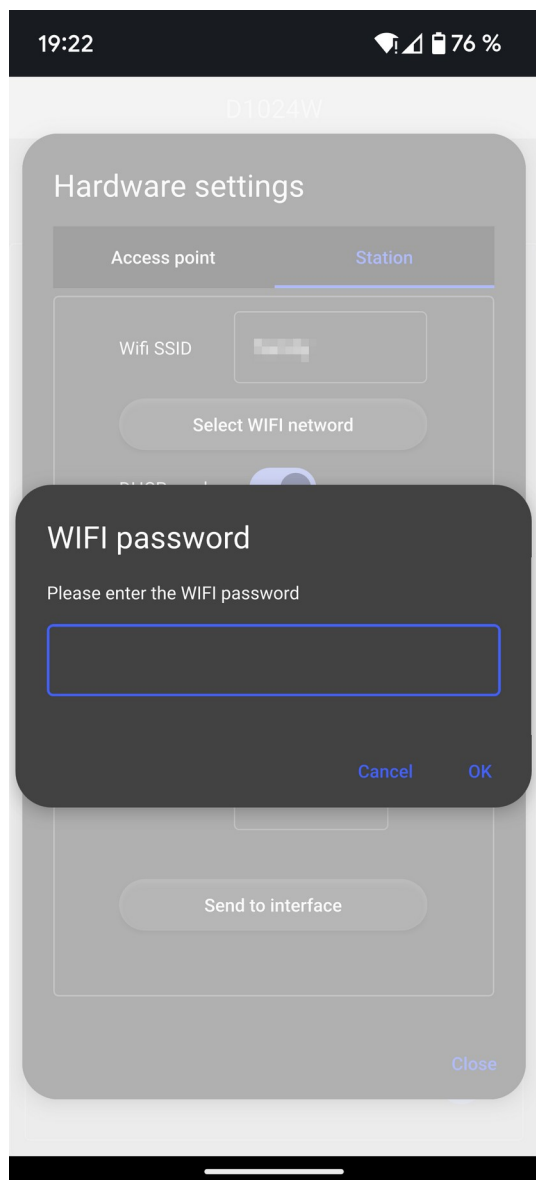 19:22
76 %
D1024W
Hardware settings
Access point
Station
Wifi SSID
Select WIFI netword
WIFI password
Please enter the WIFI password
Cancel
OK
Send to interface
Close